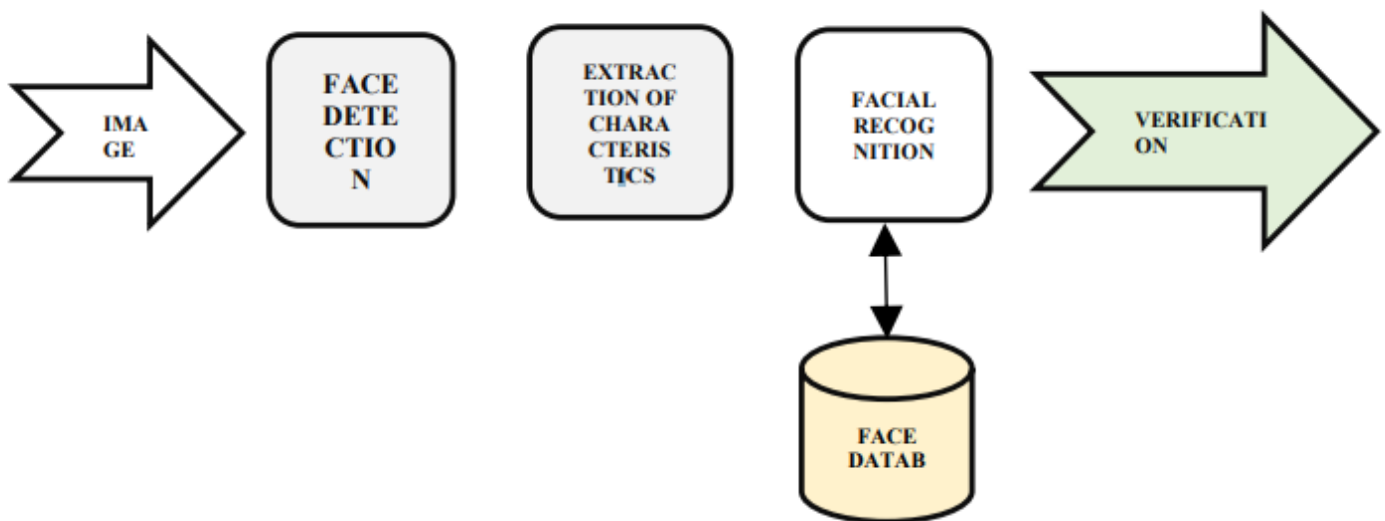 IMA
GE
FACE
DETE
CTIO
N
EXTRAC
TION OF
CHARA
CTERIS
TICS
FACIAL
RECOG
NITION
VERIFICATI
ON
FACE
DATAB